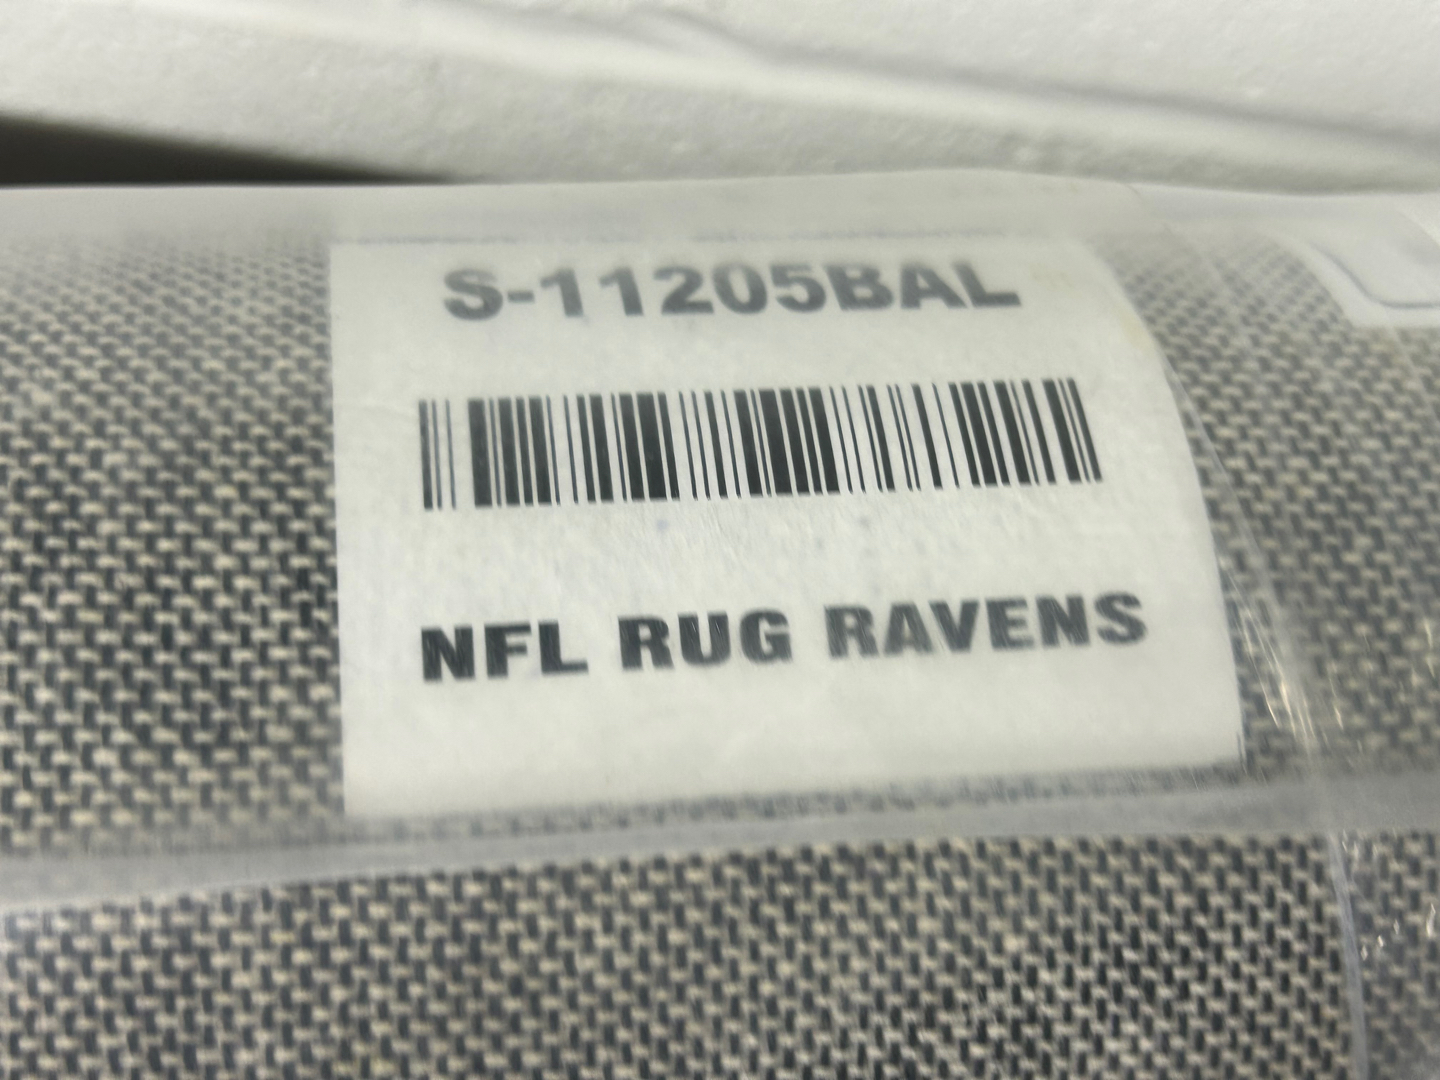 S-11205BAL
NFL RUG RAVENS